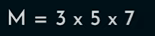 M = 3 x 5 x 7